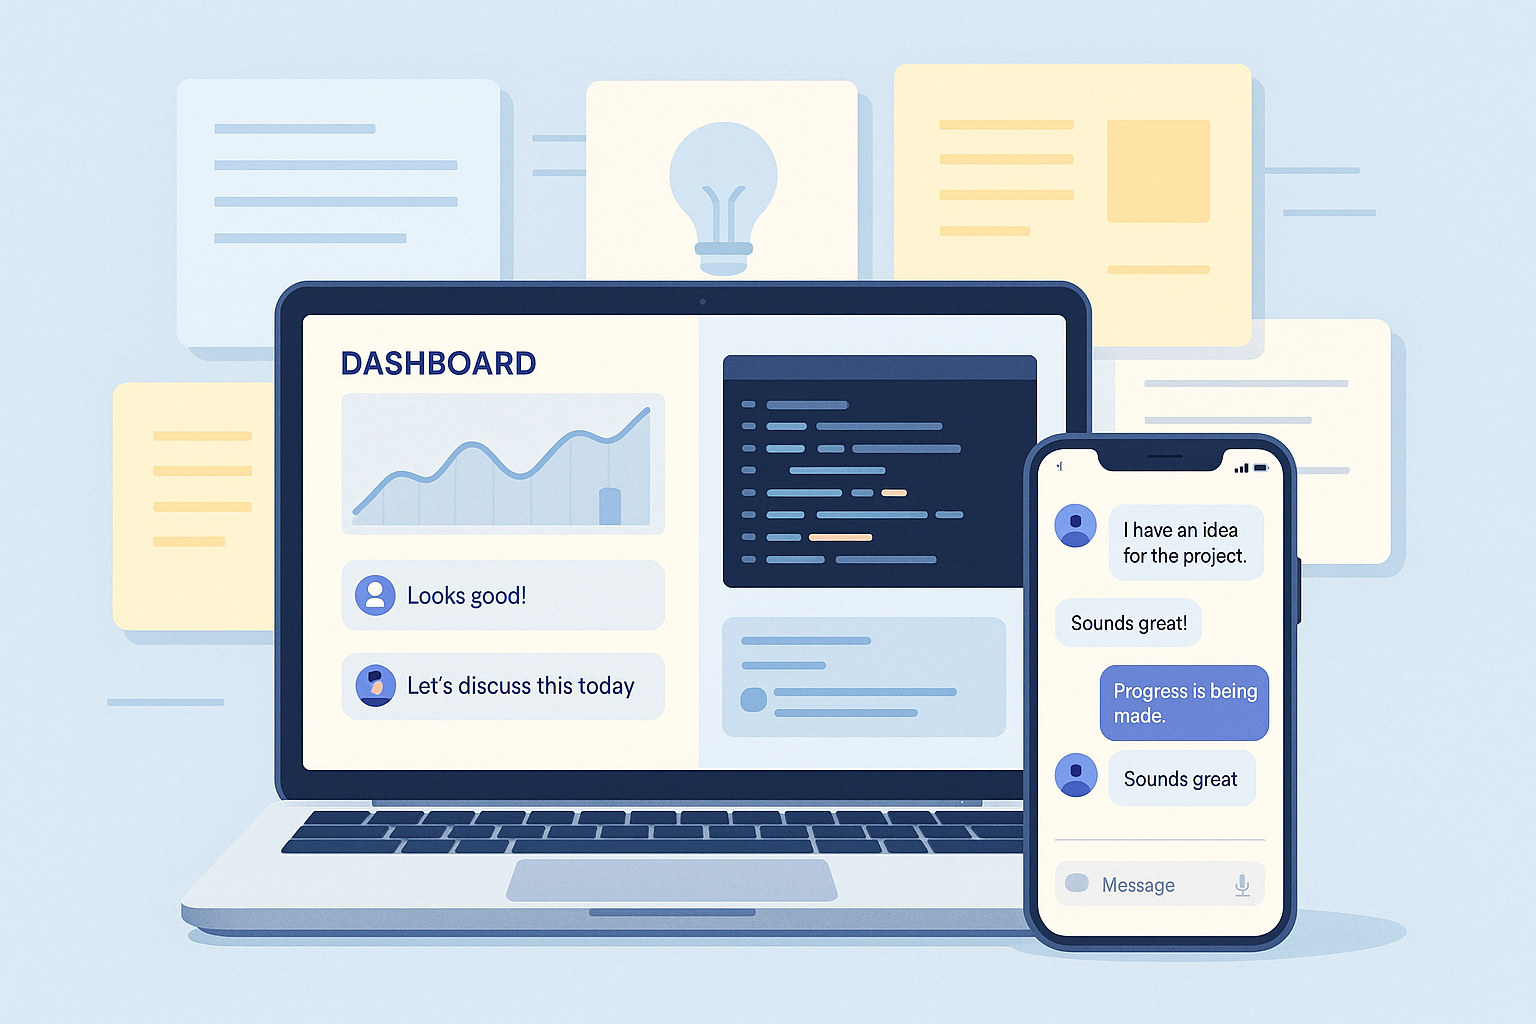 DASHBOARD
Looks good!
Let's discuss this today
I have an idea
for the project.
Sounds great!
Progress is being
made.
Sounds great
Message